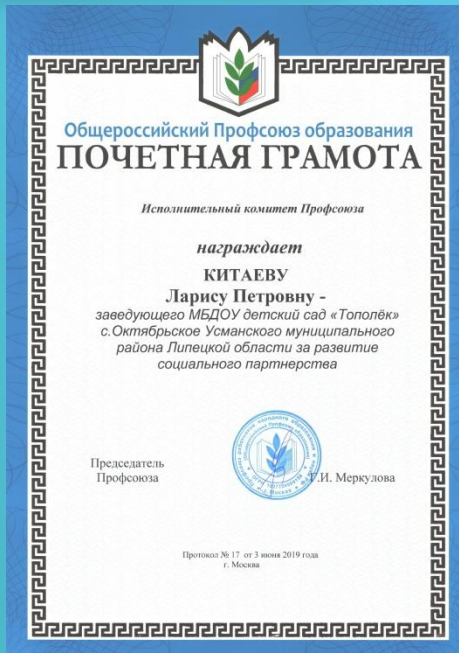 Общероссийский Профсоюз образования
ПОЧЕТНАЯ ГРАМОТА
Исполнительный комитет Профсоюза
награждает
КИТАЕВУ
Ларису Петровну -
заведующего МБДОУ детский сад «Тополёк»
с.Октябрьское Усманского муниципального
района Липецкой области за развитие
социального партнерства
Председатель
Профсоюза
Г.И. Меркулова
Протокол № 17 от 3 июня 2019 года
г. Москва